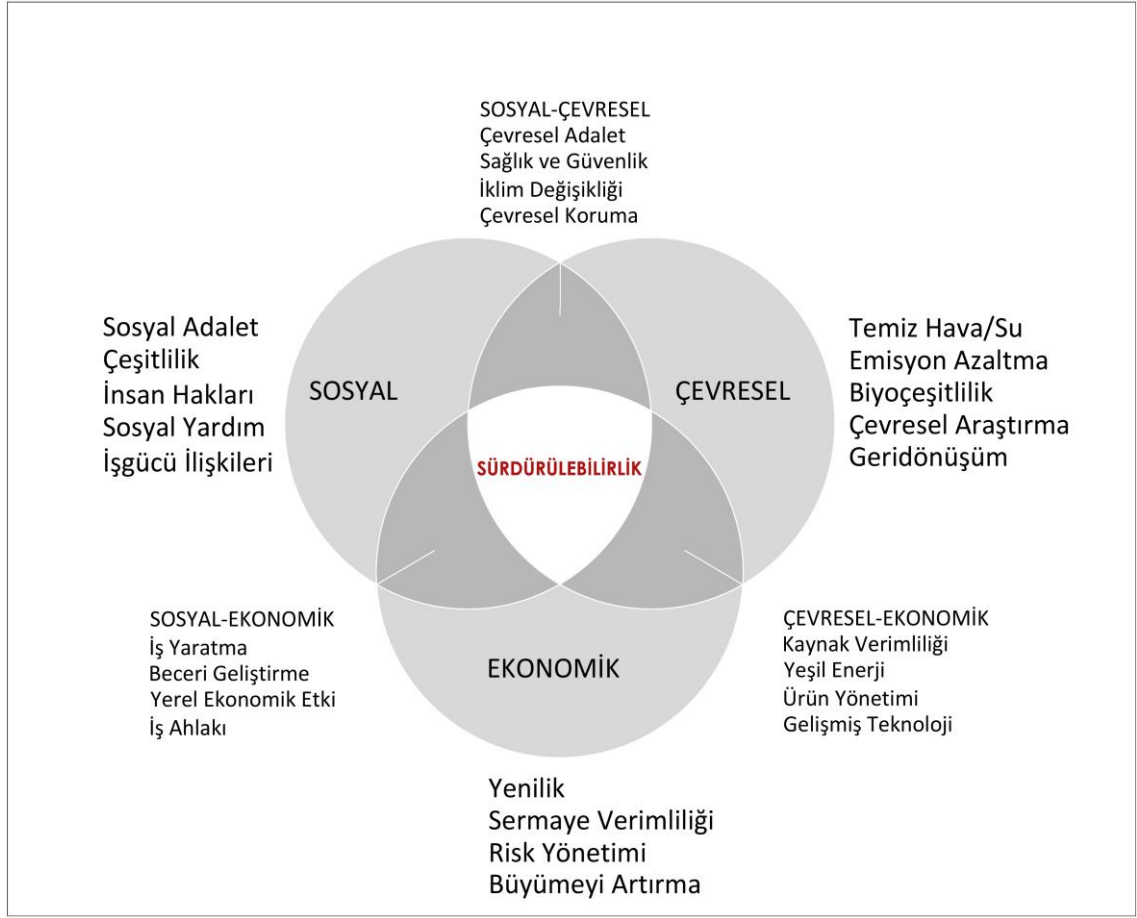 SOSYAL-ÇEVRESEL
Çevresel Adalet
Sağlık ve Güvenlik
İklim Değişikliği
Çevresel Koruma
Sosyal Adalet
Çeşitlilik
İnsan Hakları
Sosyal Yardım
İşgücü İlişkileri
SOSYAL
ÇEVRESEL
Temiz Hava/Su
Emisyon Azaltma
Biyoçeşitlilik
Çevresel Araştırma
Geridönüşüm
SÜRDÜRÜLEBİLİRLİK
SOSYAL-EKONOMİK
İş Yaratma
Beceri Geliştirme
Yerel Ekonomik Etki
İş Ahlakı
EKONOMİK
ÇEVRESEL-EKONOMİK
Kaynak Verimliliği
Yeşil Enerji
Ürün Yönetimi
Gelişmiş Teknoloji
Yenilik
Sermaye Verimliliği
Risk Yönetimi
Büyümeyi Artırma